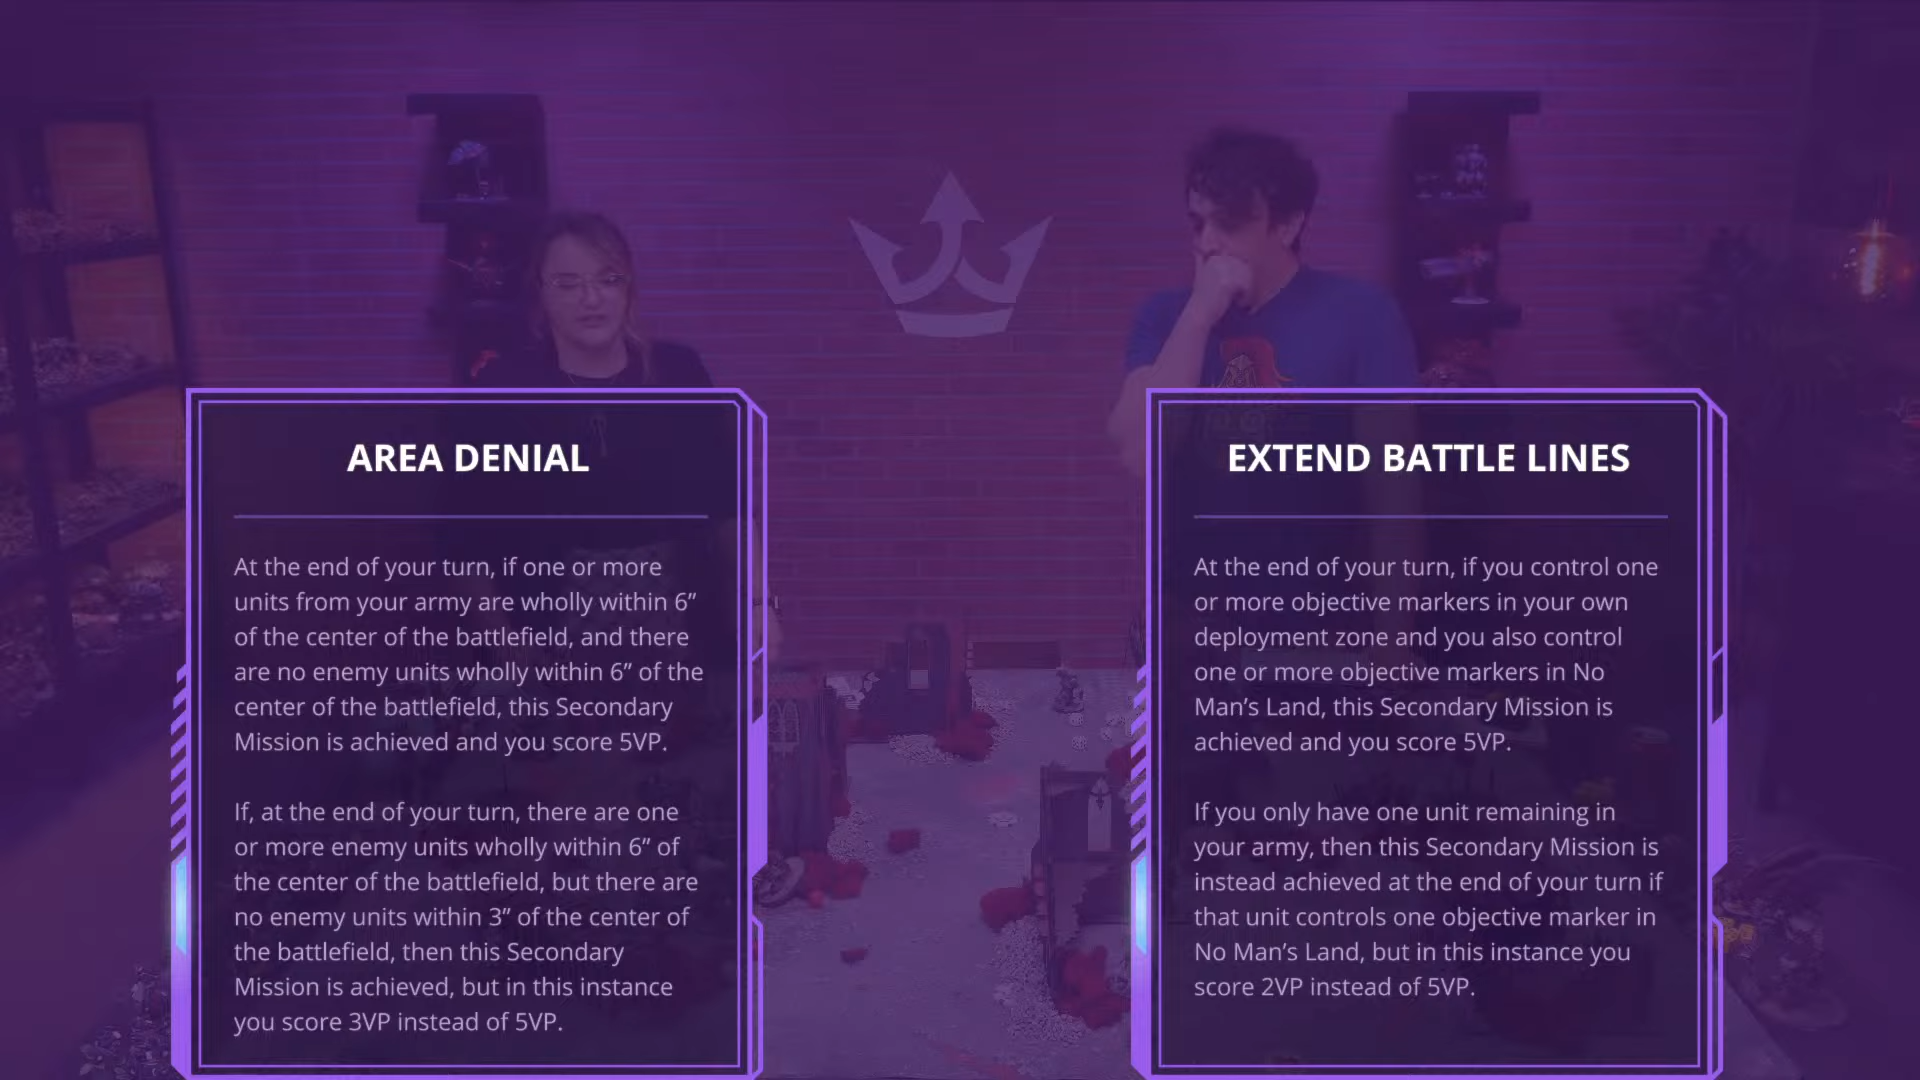 AREA DENIAL
At the end of your turn, if one or more
units from your army are wholly within 6”
of the center of the battlefield, and there
are no enemy units wholly within 6” of the
center of the battlefield, this Secondary
Mission is achieved and you score 5VP.
If, at the end of your turn, there are one
or more enemy units wholly within 6” of
the center of the battlefield, but there are
no enemy units within 3” of the center of
the battlefield, then this Secondary
Mission is achieved, but in this instance
you score 3VP instead of 5VP.
EXTEND BATTLE LINES
At the end of your turn, if you control one
or more objective markers in your own
deployment zone and you also control
one or more objective markers in No
Man’s Land, this Secondary Mission is
achieved and you score 5VP.
If you only have one unit remaining in
your army, then this Secondary Mission is
instead achieved at the end of your turn if
that unit controls one objective marker in
No Man’s Land, but in this instance you
score 2VP instead of 5VP.